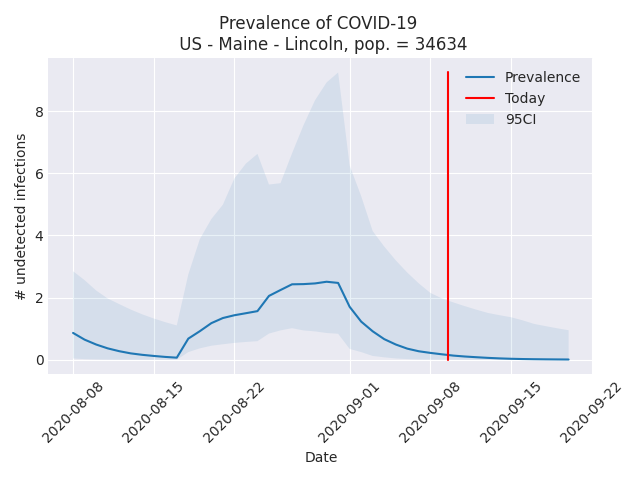 Prevalence of COVID-19
US - Maine - Lincoln, pop. = 34634
Prevalence
Today
95CI
# undetected infections
8
6
4
2
0
2020-08-08
2020-08-15
2020-08-22
2020-09-01
2020-09-08
2020-09-15
2020-09-22
Date